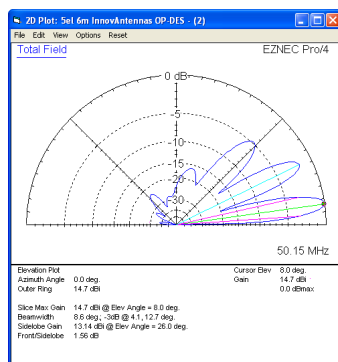 2D Plot: 5el 6m InnovAntennas OP-DES - (2)
File Edit View Options Reset
Total Field EZNEC Pro/4
0 dB
-5
-10
-15
-20
-30
50.15 MHz
Elevation Plot Cursor Elev 8.0 deg.
Azimuth Angle 0.0 deg. Gain 14.7 dBi
Outer Ring 14.7 dBi 0.0 dBmax
Slice Max Gain 14.7 dBi @ Elev Angle = 8.0 deg.
Beamwidth 8.6 deg.; -3dB @ 4.1, 12.7 deg.
Sidelobe Gain 13.14 dBi @ Elev Angle = 26.0 deg.
Front/Sidelobe 1.56 dB